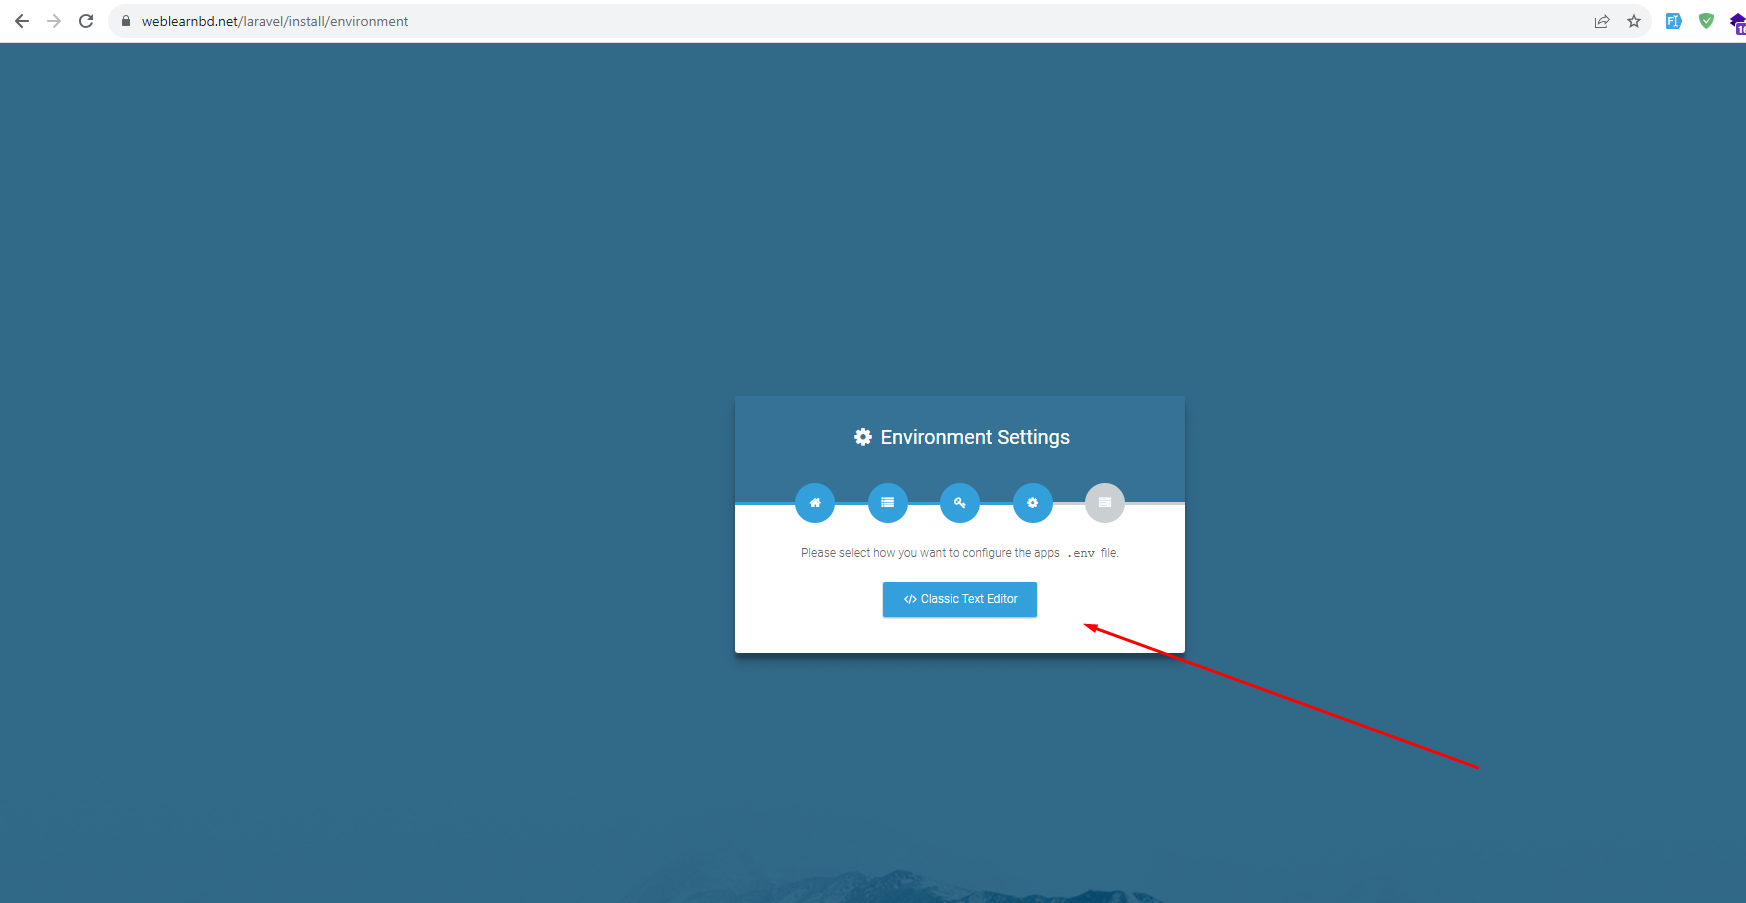 weblearnbd.net/laravel/install/environment
Environment Settings
Please select how you want to configure the apps .env file.
</> Classic Text Editor